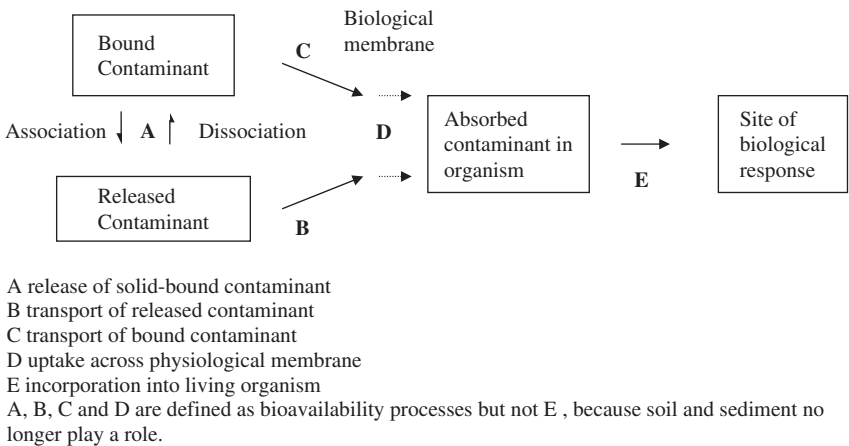 Bound
Contaminant
C
Biological
membrane
Association
A
Dissociation
D
Absorbed
contaminant in
organism
E
Site of
biological
response
Released
Contaminant
B
A release of solid-bound contaminant
B transport of released contaminant
C transport of bound contaminant
D uptake across physiological membrane
E incorporation into living organism
A, B, C and D are defined as bioavailability processes but not E , because soil and sediment no
longer play a role.